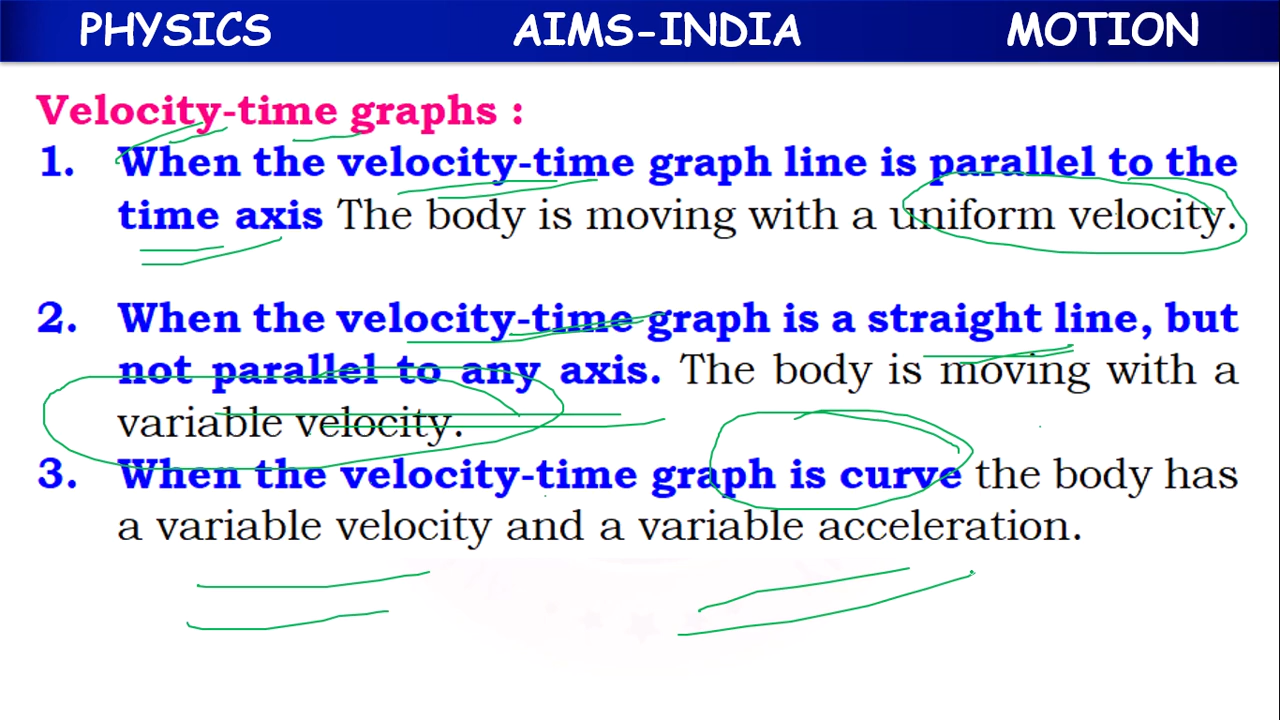 PHYSICS AIMS-INDIA MOTION
Velocity-time graphs :
1. When the velocity-time graph line is parallel to the
time axis The body is moving with a uniform velocity.
2. When the velocity-time graph is a straight line, but
not parallel to any axis. The body is moving with a
variable velocity.
3. When the velocity-time graph is curve the body has
a variable velocity and a variable acceleration.